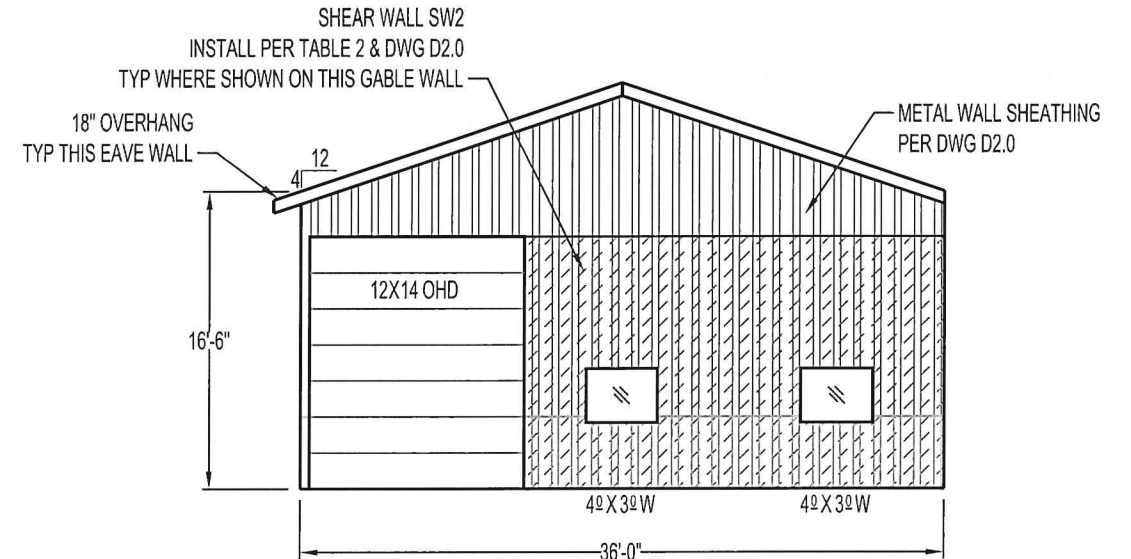 SHEAR WALL SW2
INSTALL PER TABLE 2 & DWG D2.0
TYP WHERE SHOWN ON THIS GABLE WALL
18" OVERHANG
TYP THIS EAVE WALL
METAL WALL SHEATHING
PER DWG D2.0
12
4
12X14 OHD
16'-6"
4º X 3º W
4º X 3º W
36'-0"